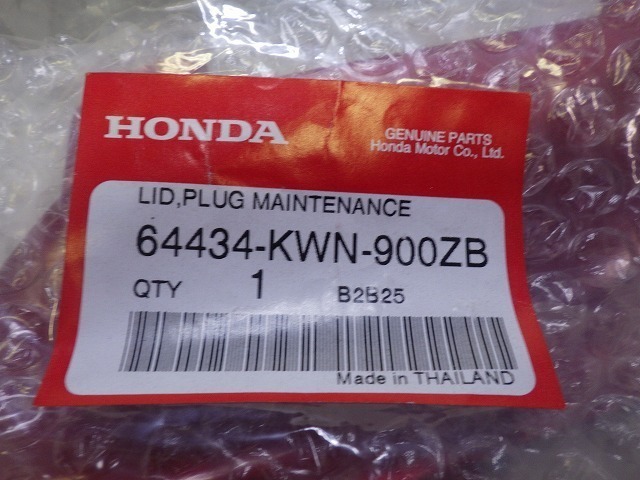 HONDA
GENUINE PARTS
Honda Motor Co., Ltd.
LID,PLUG MAINTENANCE
64434-KWN-900ZB
QTY 1 B2B25
Made in THAILAND